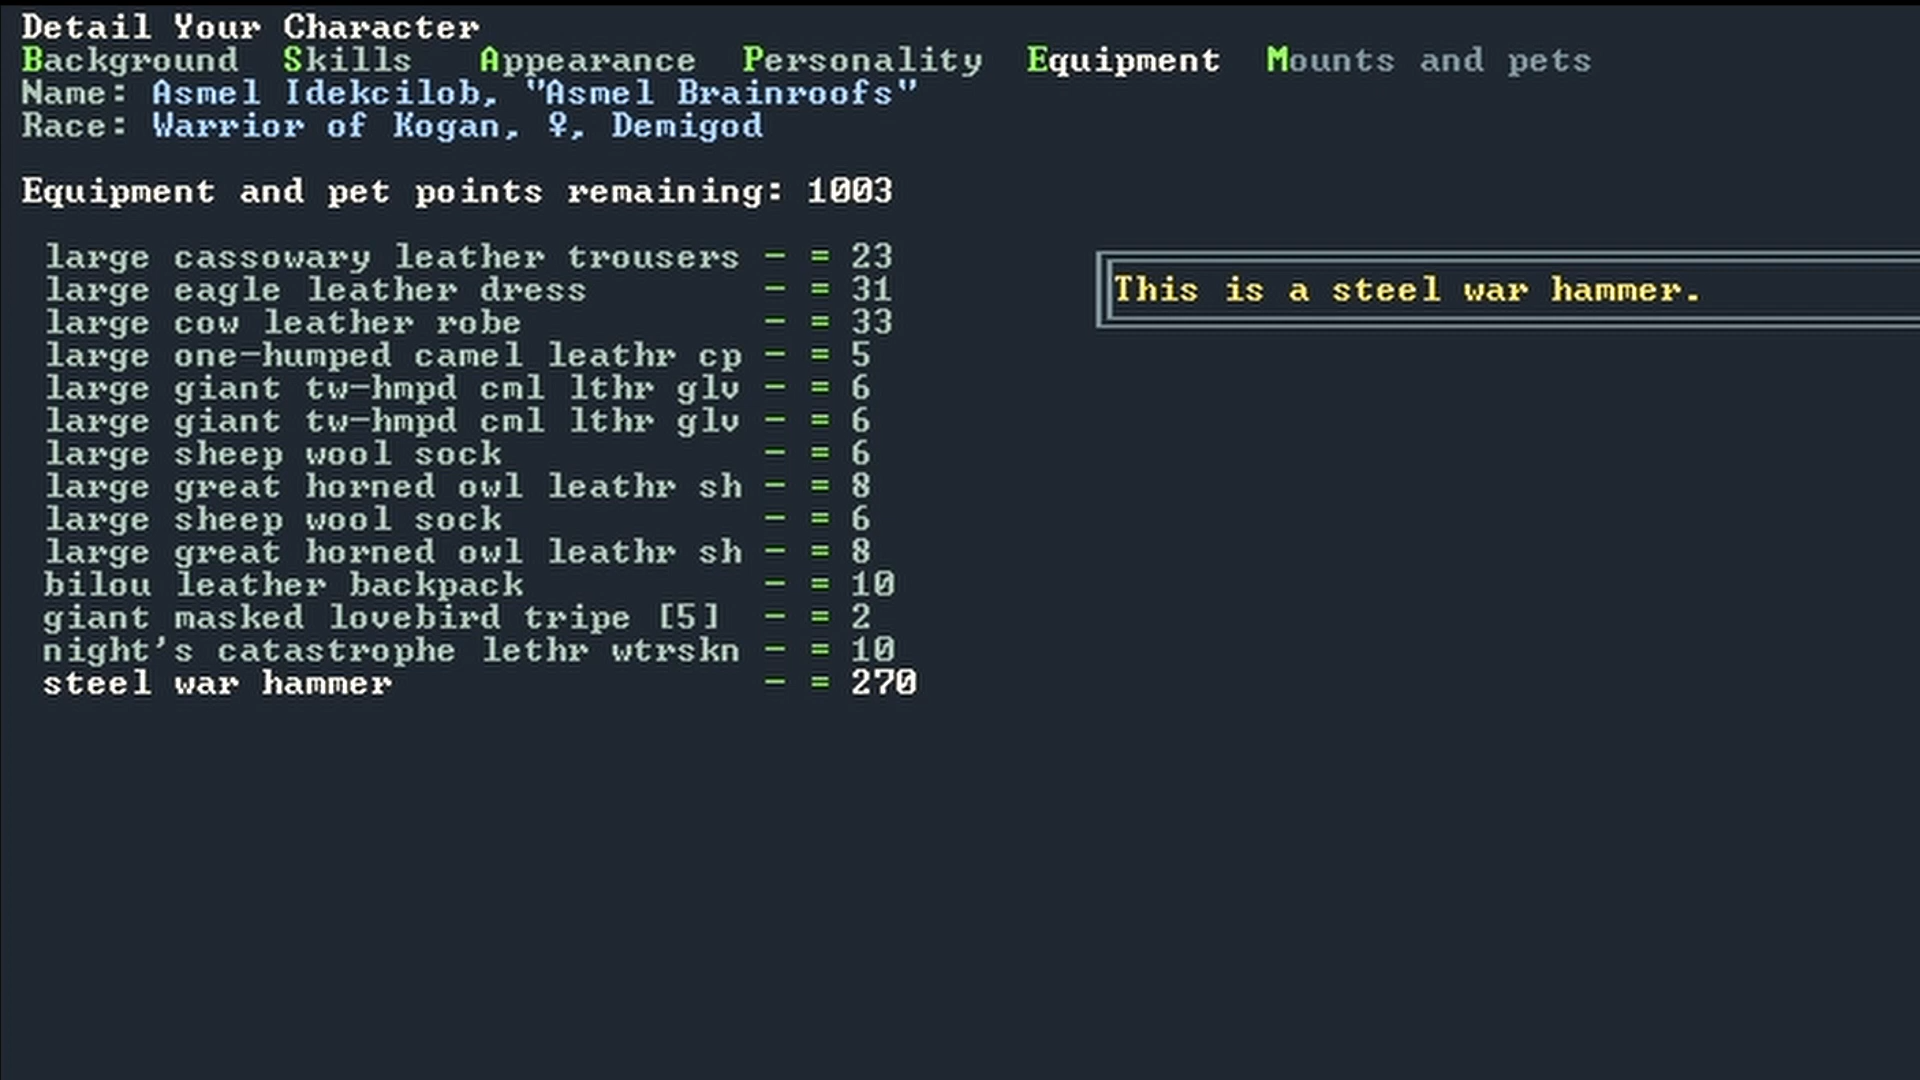 Detail Your Character
Background Skills Appearance Personality Equipment Mounts and pets
Name: Asmel Idekcilob, "Asmel Brainroofs"
Race: Warrior of Kogan, ♀, Demigod
Equipment and pet points remaining: 1003
large cassowary leather trousers - = 23
large eagle leather dress - = 31
large cow leather robe - = 33
large one-humped camel leathr cp - = 5
large giant tw-hmpd cml lthr glv - = 6
large giant tw-hmpd cml lthr glv - = 6
large sheep wool sock - = 6
large great horned owl leathr sh - = 8
large sheep wool sock - = 6
large great horned owl leathr sh - = 8
bilou leather backpack - = 10
giant masked lovebird tripe [5] - = 2
night's catastrophe lethr wtrskn - = 10
steel war hammer - = 270
This is a steel war hammer.